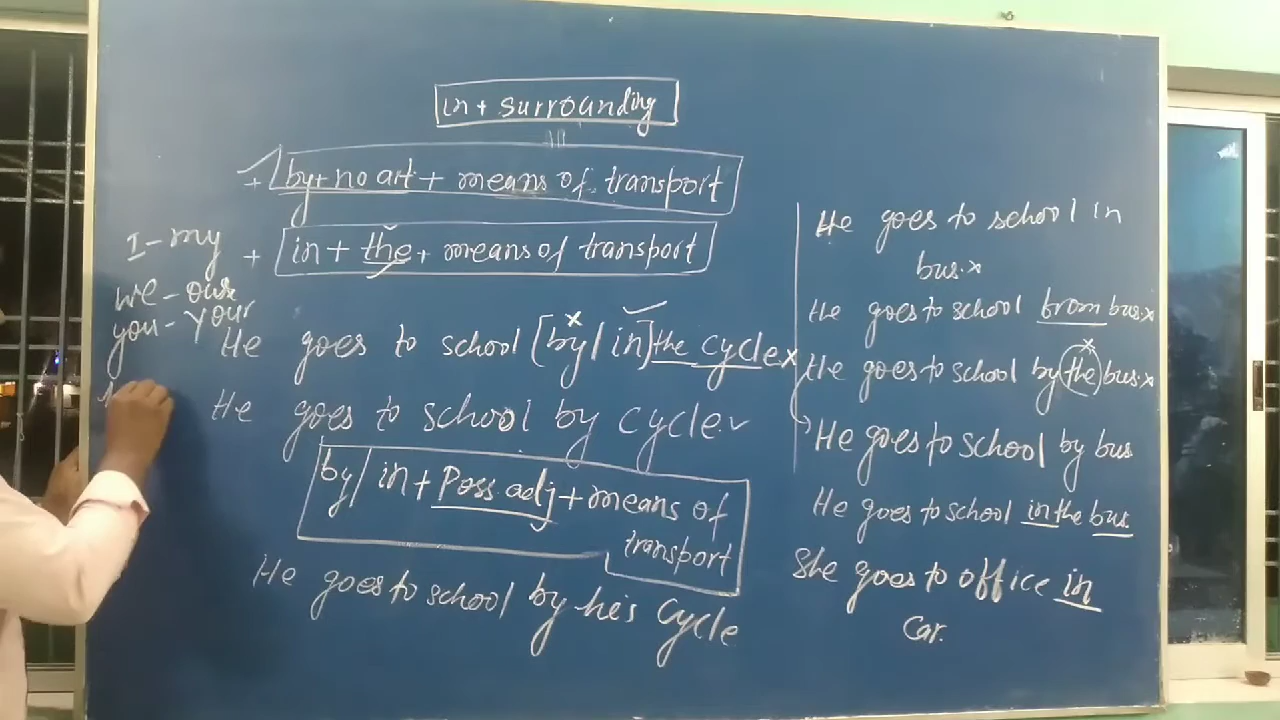 in + surrounding
+ by + no art + means of transport
+ in + the + means of transport
I - my
we - our
you - your
He goes to school [by / in] the cycle x
x ✓
He goes to school by cycle ✓
by / in + Poss. adj + means of
transport
He goes to school by his cycle
He goes to school in
bus. x
He goes to school from bus. x
He goes to school by (the) bus. x
x
He goes to school by bus
He goes to school in the bus.
She goes to office in
Car.